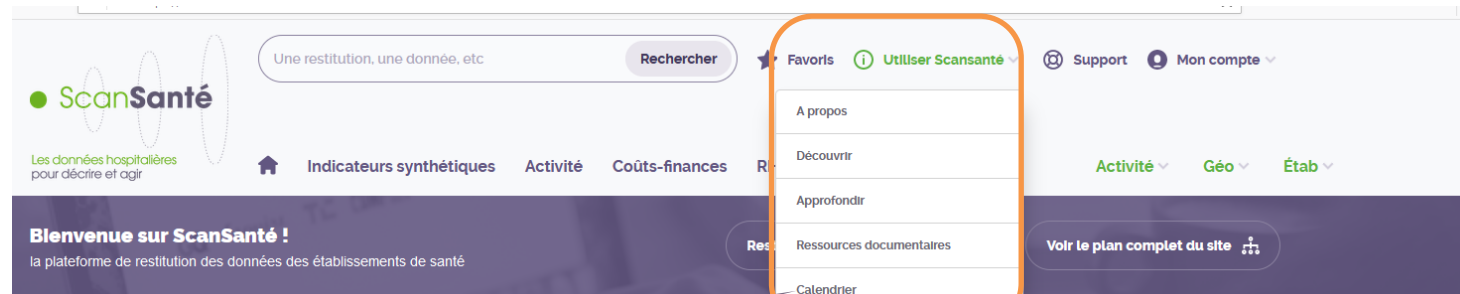 Une restitution, une donnée, etc
Rechercher
Favoris
Utiliser Scansanté
Support
Mon compte
ScanSanté
Les données hospitalières
pour décrire et agir
Indicateurs synthétiques
Activité
Coûts-finances
A propos
Découvrir
Approfondir
Ressources documentaires
Calendrier
Activité
Géo
Étab
Bienvenue sur ScanSanté !
la plateforme de restitution des données des établissements de santé
Voir le plan complet du site